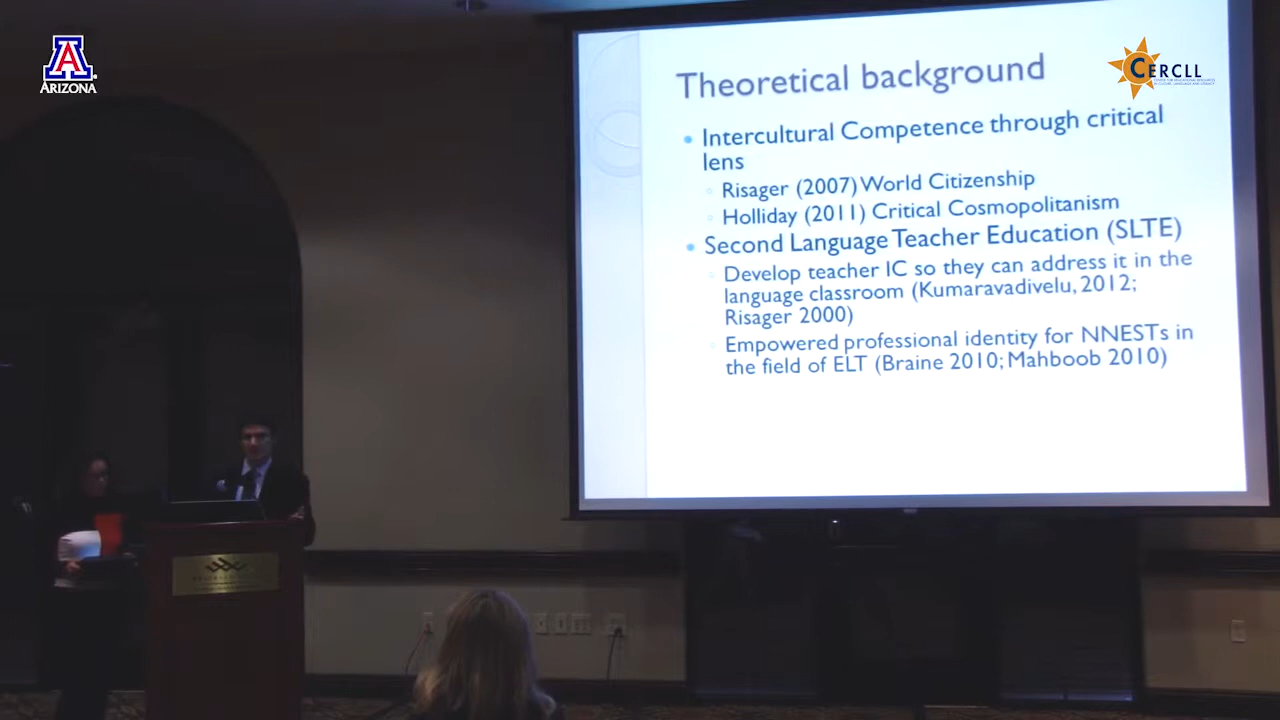 ARIZONA
CERCLL
Theoretical background
• Intercultural Competence through critical
lens
◦ Risager (2007) World Citizenship
◦ Holliday (2011) Critical Cosmopolitanism
• Second Language Teacher Education (SLTE)
◦ Develop teacher IC so they can address it in the
language classroom (Kumaravadivelu, 2012;
Risager 2000)
◦ Empowered professional identity for NNESTs in
the field of ELT (Braine 2010; Mahboob 2010)